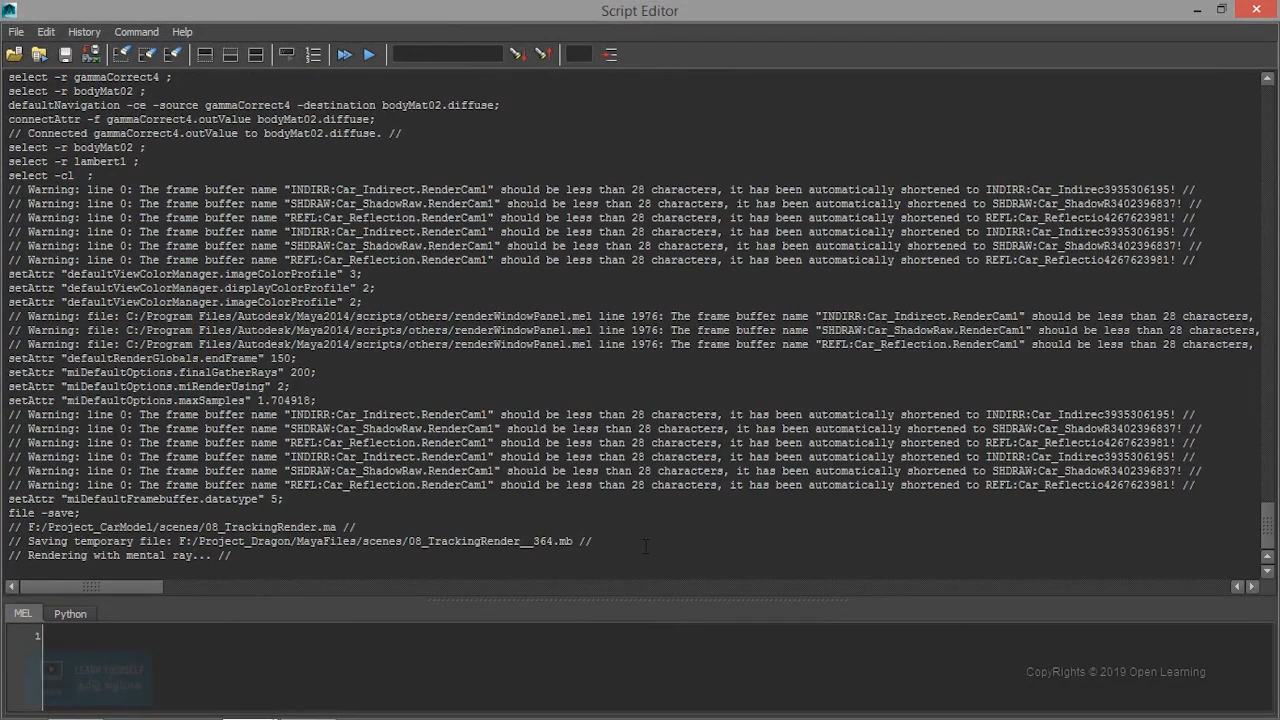 Script Editor
File Edit History Command Help
select -r gammaCorrect4 ;
select -r bodyMat02 ;
defaultNavigation -ce -source gammaCorrect4 -destination bodyMat02.diffuse;
connectAttr -f gammaCorrect4.outValue bodyMat02.diffuse;
// Connected gammaCorrect4.outValue to bodyMat02.diffuse. //
select -r bodyMat02 ;
select -r lambert1 ;
select -cl  ;
// Warning: line 0: The frame buffer name "INDIRR:Car_Indirect.RenderCam1" should be less than 28 characters, it has been automatically shortened to INDIRR:Car_Indirec3935306195! //
// Warning: line 0: The frame buffer name "SHDRAW:Car_ShadowRaw.RenderCam1" should be less than 28 characters, it has been automatically shortened to SHDRAW:Car_ShadowR3402396837! //
// Warning: line 0: The frame buffer name "REFL:Car_Reflection.RenderCam1" should be less than 28 characters, it has been automatically shortened to REFL:Car_Reflectio4267623981! //
// Warning: line 0: The frame buffer name "INDIRR:Car_Indirect.RenderCam1" should be less than 28 characters, it has been automatically shortened to INDIRR:Car_Indirec3935306195! //
// Warning: line 0: The frame buffer name "SHDRAW:Car_ShadowRaw.RenderCam1" should be less than 28 characters, it has been automatically shortened to SHDRAW:Car_ShadowR3402396837! //
// Warning: line 0: The frame buffer name "REFL:Car_Reflection.RenderCam1" should be less than 28 characters, it has been automatically shortened to REFL:Car_Reflectio4267623981! //
setAttr "defaultViewColorManager.imageColorProfile" 3;
setAttr "defaultViewColorManager.displayColorProfile" 2;
setAttr "defaultViewColorManager.imageColorProfile" 2;
// Warning: file: C:/Program Files/Autodesk/Maya2014/scripts/others/renderWindowPanel.mel line 1976: The frame buffer name "INDIRR:Car_Indirect.RenderCam1" should be less than 28 characters,
// Warning: file: C:/Program Files/Autodesk/Maya2014/scripts/others/renderWindowPanel.mel line 1976: The frame buffer name "SHDRAW:Car_ShadowRaw.RenderCam1" should be less than 28 characters,
// Warning: file: C:/Program Files/Autodesk/Maya2014/scripts/others/renderWindowPanel.mel line 1976: The frame buffer name "REFL:Car_Reflection.RenderCam1" should be less than 28 characters,
setAttr "defaultRenderGlobals.endFrame" 150;
setAttr "miDefaultOptions.finalGatherRays" 200;
setAttr "miDefaultOptions.miRenderUsing" 2;
setAttr "miDefaultOptions.maxSamples" 1.704918;
// Warning: line 0: The frame buffer name "INDIRR:Car_Indirect.RenderCam1" should be less than 28 characters, it has been automatically shortened to INDIRR:Car_Indirec3935306195! //
// Warning: line 0: The frame buffer name "SHDRAW:Car_ShadowRaw.RenderCam1" should be less than 28 characters, it has been automatically shortened to SHDRAW:Car_ShadowR3402396837! //
// Warning: line 0: The frame buffer name "REFL:Car_Reflection.RenderCam1" should be less than 28 characters, it has been automatically shortened to REFL:Car_Reflectio4267623981! //
// Warning: line 0: The frame buffer name "INDIRR:Car_Indirect.RenderCam1" should be less than 28 characters, it has been automatically shortened to INDIRR:Car_Indirec3935306195! //
// Warning: line 0: The frame buffer name "SHDRAW:Car_ShadowRaw.RenderCam1" should be less than 28 characters, it has been automatically shortened to SHDRAW:Car_ShadowR3402396837! //
// Warning: line 0: The frame buffer name "REFL:Car_Reflection.RenderCam1" should be less than 28 characters, it has been automatically shortened to REFL:Car_Reflectio4267623981! //
setAttr "miDefaultFramebuffer.datatype" 5;
file -save;
// F:/Project_CarModel/scenes/08_TrackingRender.ma //
// Saving temporary file: F:/Project_Dragon/MayaFiles/scenes/08_TrackingRender__364.mb //
// Rendering with mental ray... //
MEL Python
1
LEARN YOURSELF
CopyRights © 2019 Open Learning